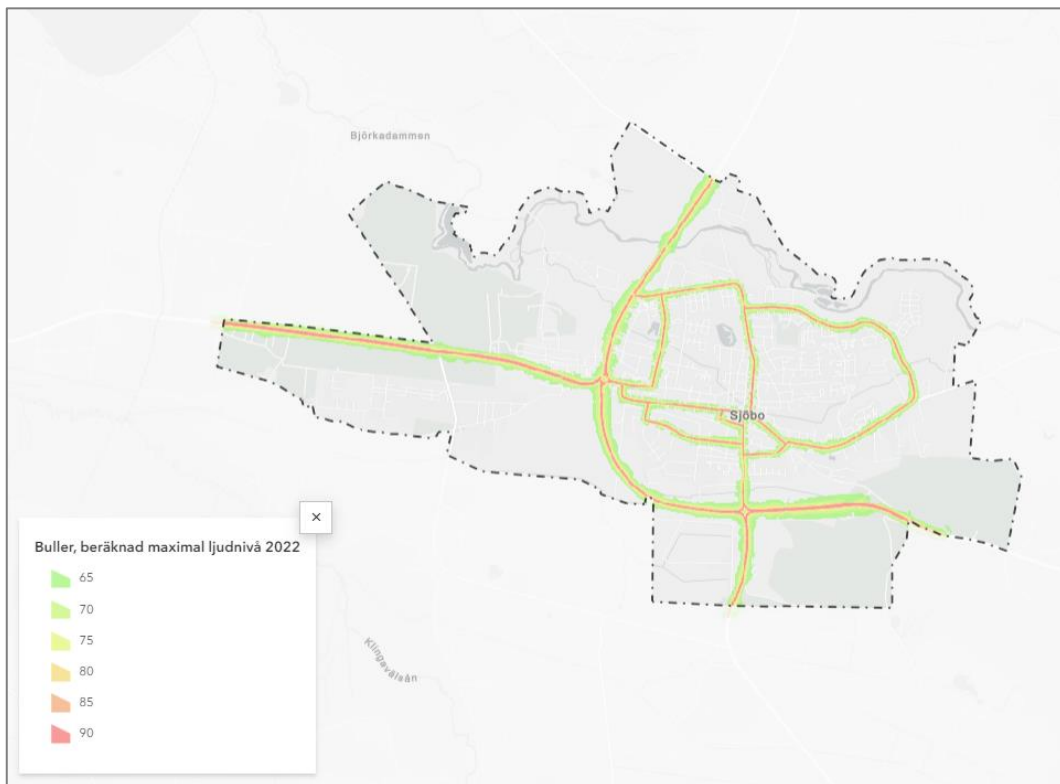 Björkadammen
Sjöbo
×
Buller, beräknad maximal ljudnivå 2022
65
70
75
80
85
90
Klingavälsån